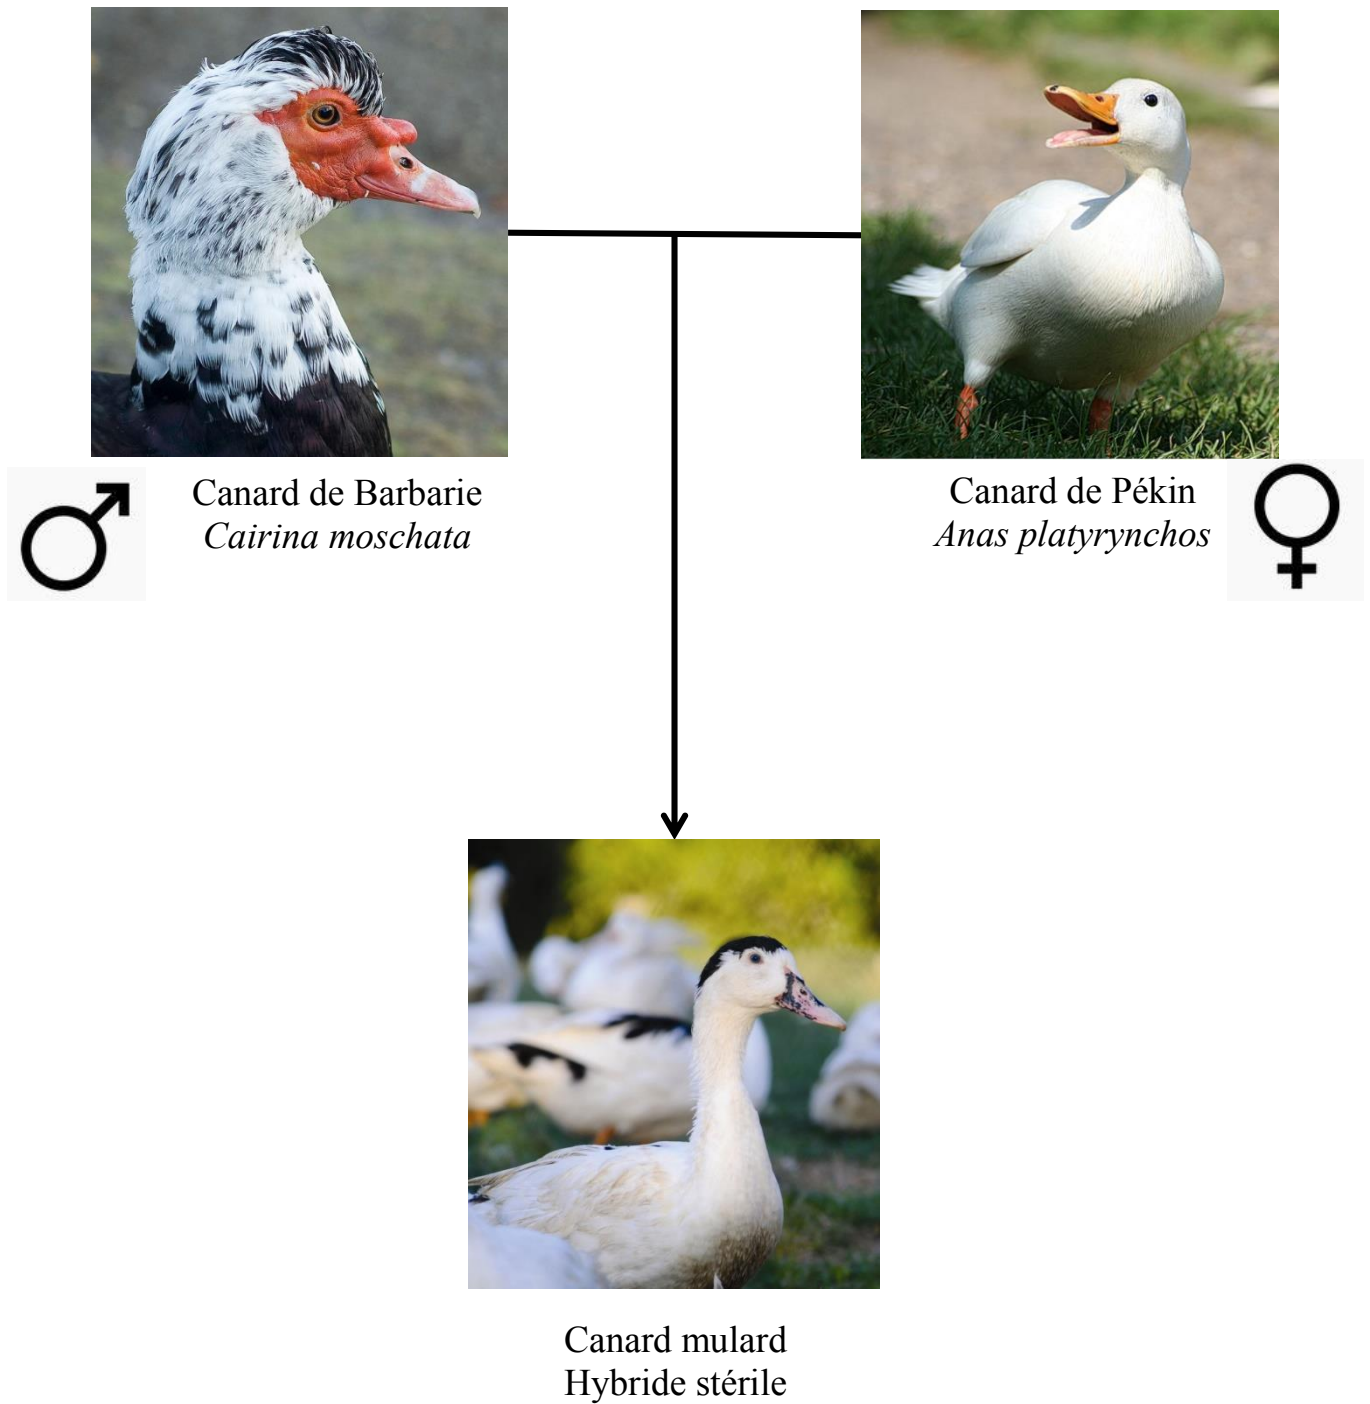 Canard de Barbarie
Cairina moschata
Canard de Pékin
Anas platyrynchos
Canard mulard
Hybride stérile